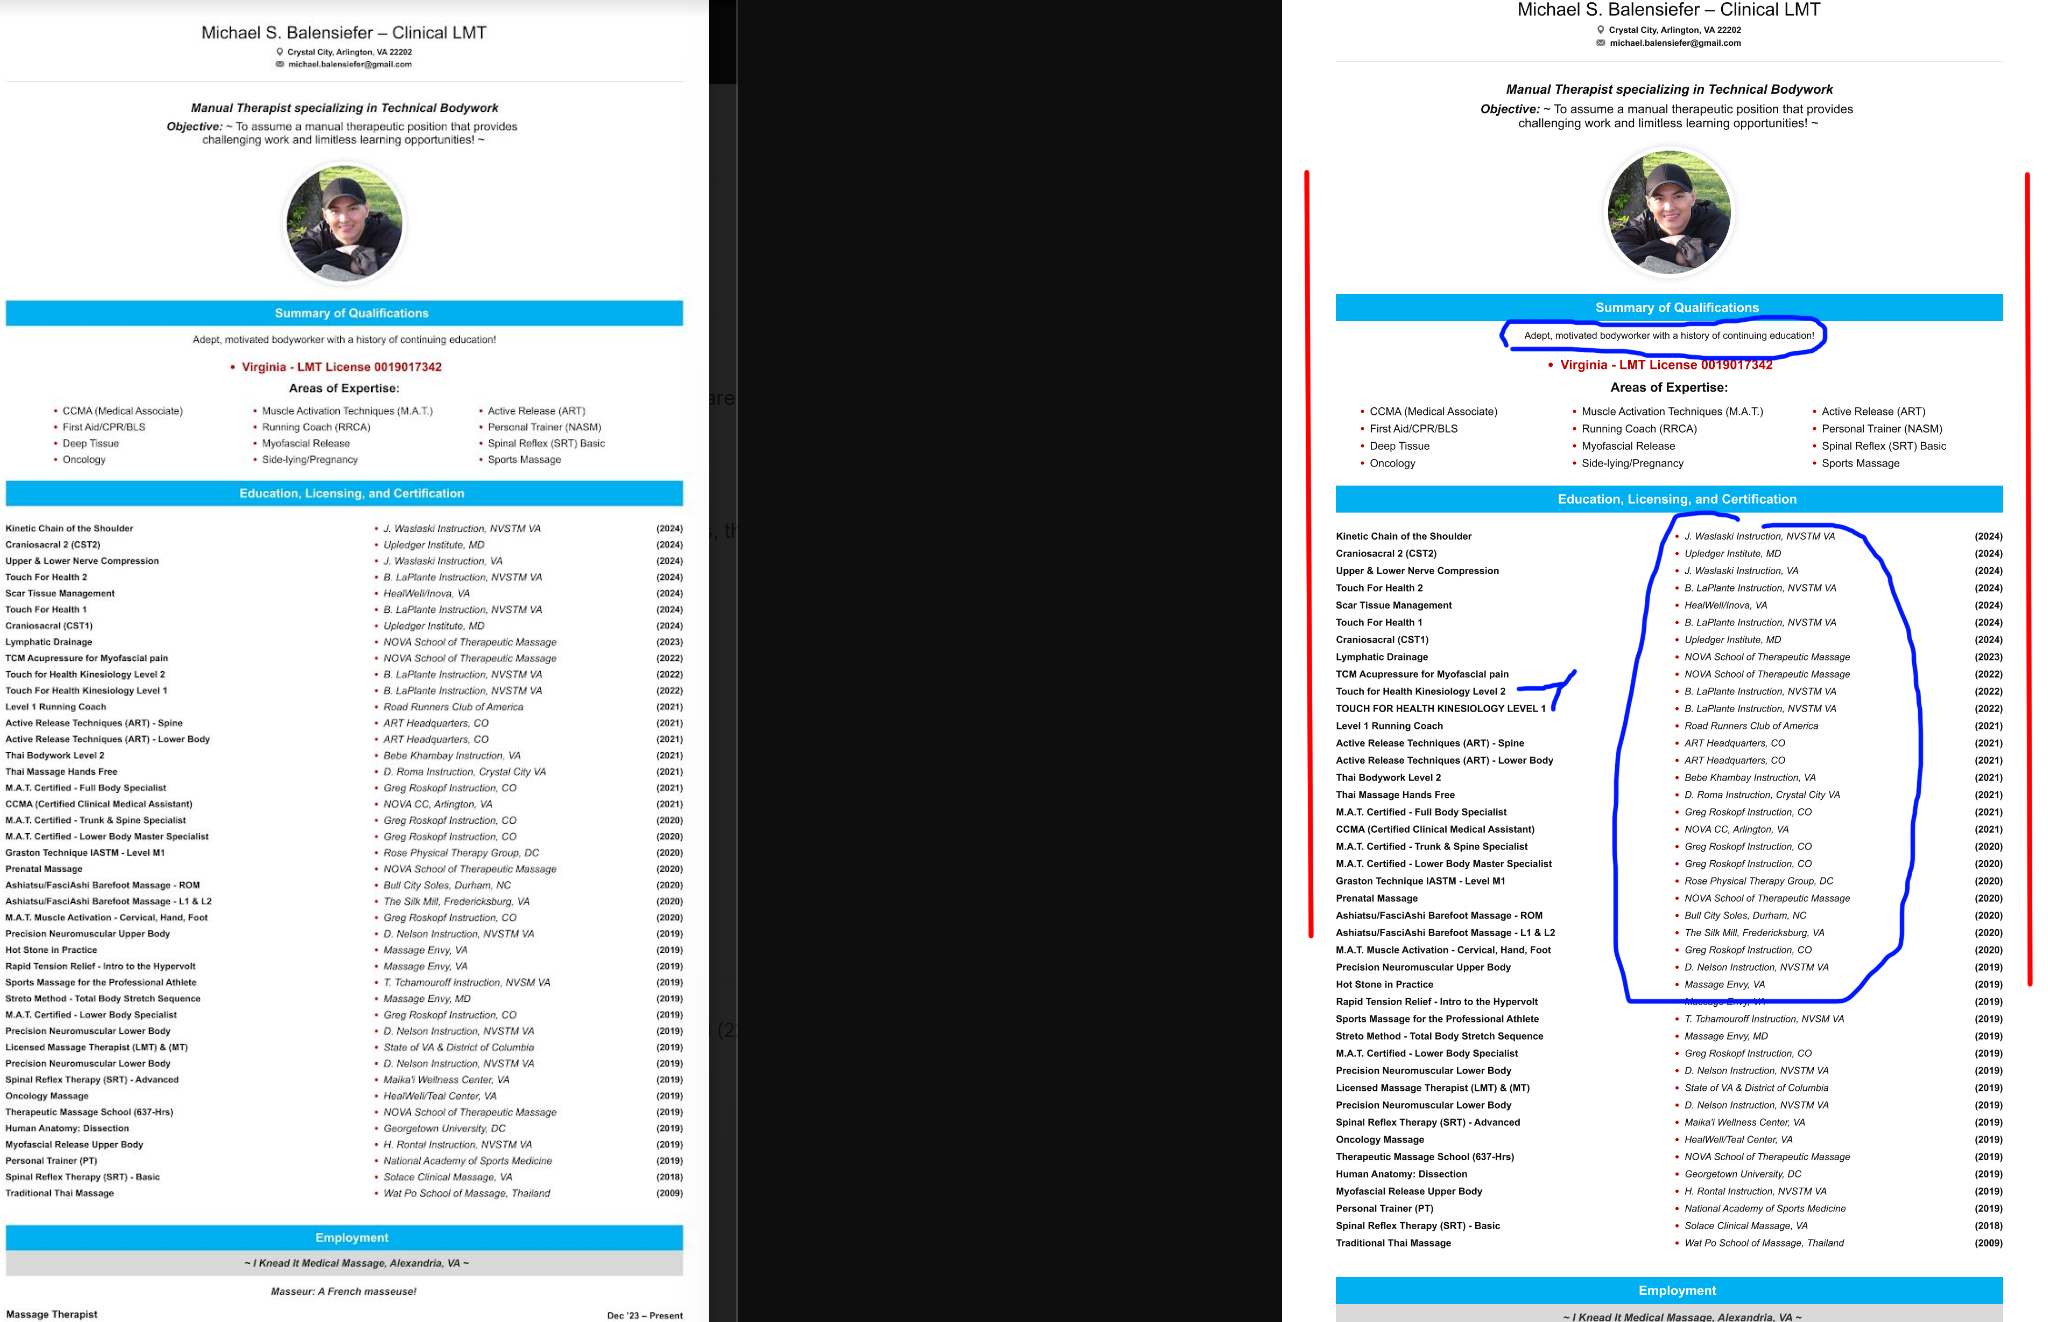 Michael S. Balensiefer – Clinical LMT
Crystal City, Arlington, VA 22202
michael.balensiefer@gmail.com
Manual Therapist specializing in Technical Bodywork
Objective: ~ To assume a manual therapeutic position that provides
challenging work and limitless learning opportunities! ~
Summary of Qualifications
Adept, motivated bodyworker with a history of continuing education!
• Virginia - LMT License 0019017342
Areas of Expertise:
• CCMA (Medical Associate) • Muscle Activation Techniques (M.A.T.) • Active Release (ART)
• First Aid/CPR/BLS • Running Coach (RRCA) • Personal Trainer (NASM)
• Deep Tissue • Myofascial Release • Spinal Reflex (SRT) Basic
• Oncology • Side-lying/Pregnancy • Sports Massage
Education, Licensing, and Certification
Kinetic Chain of the Shoulder • J. Waslaski Instruction, NVSTM VA (2024)
Craniosacral 2 (CST2) • Upledger Institute, MD (2024)
Upper & Lower Nerve Compression • J. Waslaski Instruction, VA (2024)
Touch For Health 2 • B. LaPlante Instruction, NVSTM VA (2024)
Scar Tissue Management • HealWell/Inova, VA (2024)
Touch For Health 1 • B. LaPlante Instruction, NVSTM VA (2024)
Craniosacral (CST1) • Upledger Institute, MD (2024)
Lymphatic Drainage • NOVA School of Therapeutic Massage (2023)
TCM Acupressure for Myofascial pain • NOVA School of Therapeutic Massage (2022)
Touch for Health Kinesiology Level 2 • B. LaPlante Instruction, NVSTM VA (2022)
Touch For Health Kinesiology Level 1 • B. LaPlante Instruction, NVSTM VA (2022)
Level 1 Running Coach • Road Runners Club of America (2021)
Active Release Techniques (ART) - Spine • ART Headquarters, CO (2021)
Active Release Techniques (ART) - Lower Body • ART Headquarters, CO (2021)
Thai Bodywork Level 2 • Bebe Khambay Instruction, VA (2021)
Thai Massage Hands Free • D. Roma Instruction, Crystal City VA (2021)
M.A.T. Certified - Full Body Specialist • Greg Roskopf Instruction, CO (2021)
CCMA (Certified Clinical Medical Assistant) • NOVA CC, Arlington, VA (2021)
M.A.T. Certified - Trunk & Spine Specialist • Greg Roskopf Instruction, CO (2020)
M.A.T. Certified - Lower Body Master Specialist • Greg Roskopf Instruction, CO (2020)
Graston Technique IASTM - Level M1 • Rose Physical Therapy Group, DC (2020)
Prenatal Massage • NOVA School of Therapeutic Massage (2020)
Ashiatsu/FasciAshi Barefoot Massage - ROM • Bull City Soles, Durham, NC (2020)
Ashiatsu/FasciAshi Barefoot Massage - L1 & L2 • The Silk Mill, Fredericksburg, VA (2020)
M.A.T. Muscle Activation - Cervical, Hand, Foot • Greg Roskopf Instruction, CO (2020)
Precision Neuromuscular Upper Body • D. Nelson Instruction, NVSTM VA (2019)
Hot Stone in Practice • Massage Envy, VA (2019)
Rapid Tension Relief - Intro to the Hypervolt • Massage Envy, VA (2019)
Sports Massage for the Professional Athlete • T. Tchamouroff Instruction, NVSM VA (2019)
Streto Method - Total Body Stretch Sequence • Massage Envy, MD (2019)
M.A.T. Certified - Lower Body Specialist • Greg Roskopf Instruction, CO (2019)
Precision Neuromuscular Lower Body • D. Nelson Instruction, NVSTM VA (2019)
Licensed Massage Therapist (LMT) & (MT) • State of VA & District of Columbia (2019)
Precision Neuromuscular Lower Body • D. Nelson Instruction, NVSTM VA (2019)
Spinal Reflex Therapy (SRT) - Advanced • Maika'i Wellness Center, VA (2019)
Oncology Massage • HealWell/Teal Center, VA (2019)
Therapeutic Massage School (637-Hrs) • NOVA School of Therapeutic Massage (2019)
Human Anatomy: Dissection • Georgetown University, DC (2019)
Myofascial Release Upper Body • H. Rontal Instruction, NVSTM VA (2019)
Personal Trainer (PT) • National Academy of Sports Medicine (2019)
Spinal Reflex Therapy (SRT) - Basic • Solace Clinical Massage, VA (2018)
Traditional Thai Massage • Wat Po School of Massage, Thailand (2009)
Employment
~ I Knead It Medical Massage, Alexandria, VA ~
Masseur: A French masseuse!
Massage Therapist Dec '23 – Present
Michael S. Balensiefer – Clinical LMT
Crystal City, Arlington, VA 22202
michael.balensiefer@gmail.com
Manual Therapist specializing in Technical Bodywork
Objective: ~ To assume a manual therapeutic position that provides
challenging work and limitless learning opportunities! ~
Summary of Qualifications
Adept, motivated bodyworker with a history of continuing education!
• Virginia - LMT License 0019017342
Areas of Expertise:
• CCMA (Medical Associate) • Muscle Activation Techniques (M.A.T.) • Active Release (ART)
• First Aid/CPR/BLS • Running Coach (RRCA) • Personal Trainer (NASM)
• Deep Tissue • Myofascial Release • Spinal Reflex (SRT) Basic
• Oncology • Side-lying/Pregnancy • Sports Massage
Education, Licensing, and Certification
Kinetic Chain of the Shoulder • J. Waslaski Instruction, NVSTM VA (2024)
Craniosacral 2 (CST2) • Upledger Institute, MD (2024)
Upper & Lower Nerve Compression • J. Waslaski Instruction, VA (2024)
Touch For Health 2 • B. LaPlante Instruction, NVSTM VA (2024)
Scar Tissue Management • HealWell/Inova, VA (2024)
Touch For Health 1 • B. LaPlante Instruction, NVSTM VA (2024)
Craniosacral (CST1) • Upledger Institute, MD (2024)
Lymphatic Drainage • NOVA School of Therapeutic Massage (2023)
TCM Acupressure for Myofascial pain • NOVA School of Therapeutic Massage (2022)
Touch for Health Kinesiology Level 2 • B. LaPlante Instruction, NVSTM VA (2022)
TOUCH FOR HEALTH KINESIOLOGY LEVEL 1 • B. LaPlante Instruction, NVSTM VA (2022)
Level 1 Running Coach • Road Runners Club of America (2021)
Active Release Techniques (ART) - Spine • ART Headquarters, CO (2021)
Active Release Techniques (ART) - Lower Body • ART Headquarters, CO (2021)
Thai Bodywork Level 2 • Bebe Khambay Instruction, VA (2021)
Thai Massage Hands Free • D. Roma Instruction, Crystal City VA (2021)
M.A.T. Certified - Full Body Specialist • Greg Roskopf Instruction, CO (2021)
CCMA (Certified Clinical Medical Assistant) • NOVA CC, Arlington, VA (2021)
M.A.T. Certified - Trunk & Spine Specialist • Greg Roskopf Instruction, CO (2020)
M.A.T. Certified - Lower Body Master Specialist • Greg Roskopf Instruction, CO (2020)
Graston Technique IASTM - Level M1 • Rose Physical Therapy Group, DC (2020)
Prenatal Massage • NOVA School of Therapeutic Massage (2020)
Ashiatsu/FasciAshi Barefoot Massage - ROM • Bull City Soles, Durham, NC (2020)
Ashiatsu/FasciAshi Barefoot Massage - L1 & L2 • The Silk Mill, Fredericksburg, VA (2020)
M.A.T. Muscle Activation - Cervical, Hand, Foot • Greg Roskopf Instruction, CO (2020)
Precision Neuromuscular Upper Body • D. Nelson Instruction, NVSTM VA (2019)
Hot Stone in Practice • Massage Envy, VA (2019)
Rapid Tension Relief - Intro to the Hypervolt • Massage Envy, VA (2019)
Sports Massage for the Professional Athlete • T. Tchamouroff Instruction, NVSM VA (2019)
Streto Method - Total Body Stretch Sequence • Massage Envy, MD (2019)
M.A.T. Certified - Lower Body Specialist • Greg Roskopf Instruction, CO (2019)
Precision Neuromuscular Lower Body • D. Nelson Instruction, NVSTM VA (2019)
Licensed Massage Therapist (LMT) & (MT) • State of VA & District of Columbia (2019)
Precision Neuromuscular Lower Body • D. Nelson Instruction, NVSTM VA (2019)
Spinal Reflex Therapy (SRT) - Advanced • Maika'i Wellness Center, VA (2019)
Oncology Massage • HealWell/Teal Center, VA (2019)
Therapeutic Massage School (637-Hrs) • NOVA School of Therapeutic Massage (2019)
Human Anatomy: Dissection • Georgetown University, DC (2019)
Myofascial Release Upper Body • H. Rontal Instruction, NVSTM VA (2019)
Personal Trainer (PT) • National Academy of Sports Medicine (2019)
Spinal Reflex Therapy (SRT) - Basic • Solace Clinical Massage, VA (2018)
Traditional Thai Massage • Wat Po School of Massage, Thailand (2009)
Employment
~ I Knead It Medical Massage, Alexandria, VA ~